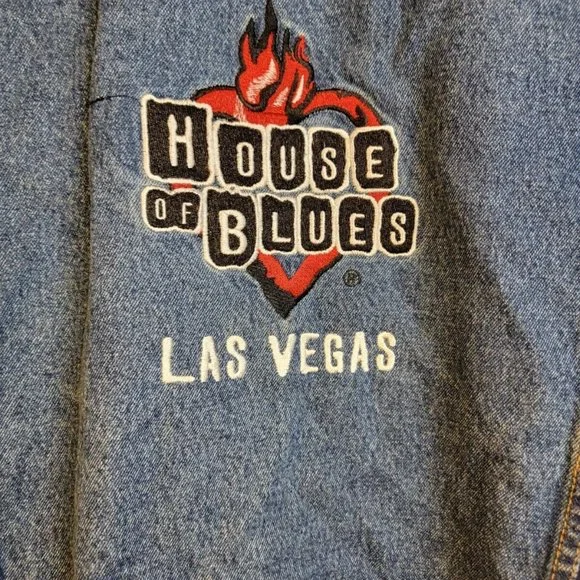 HOUSE
OF BLUES
®
LAS VEGAS